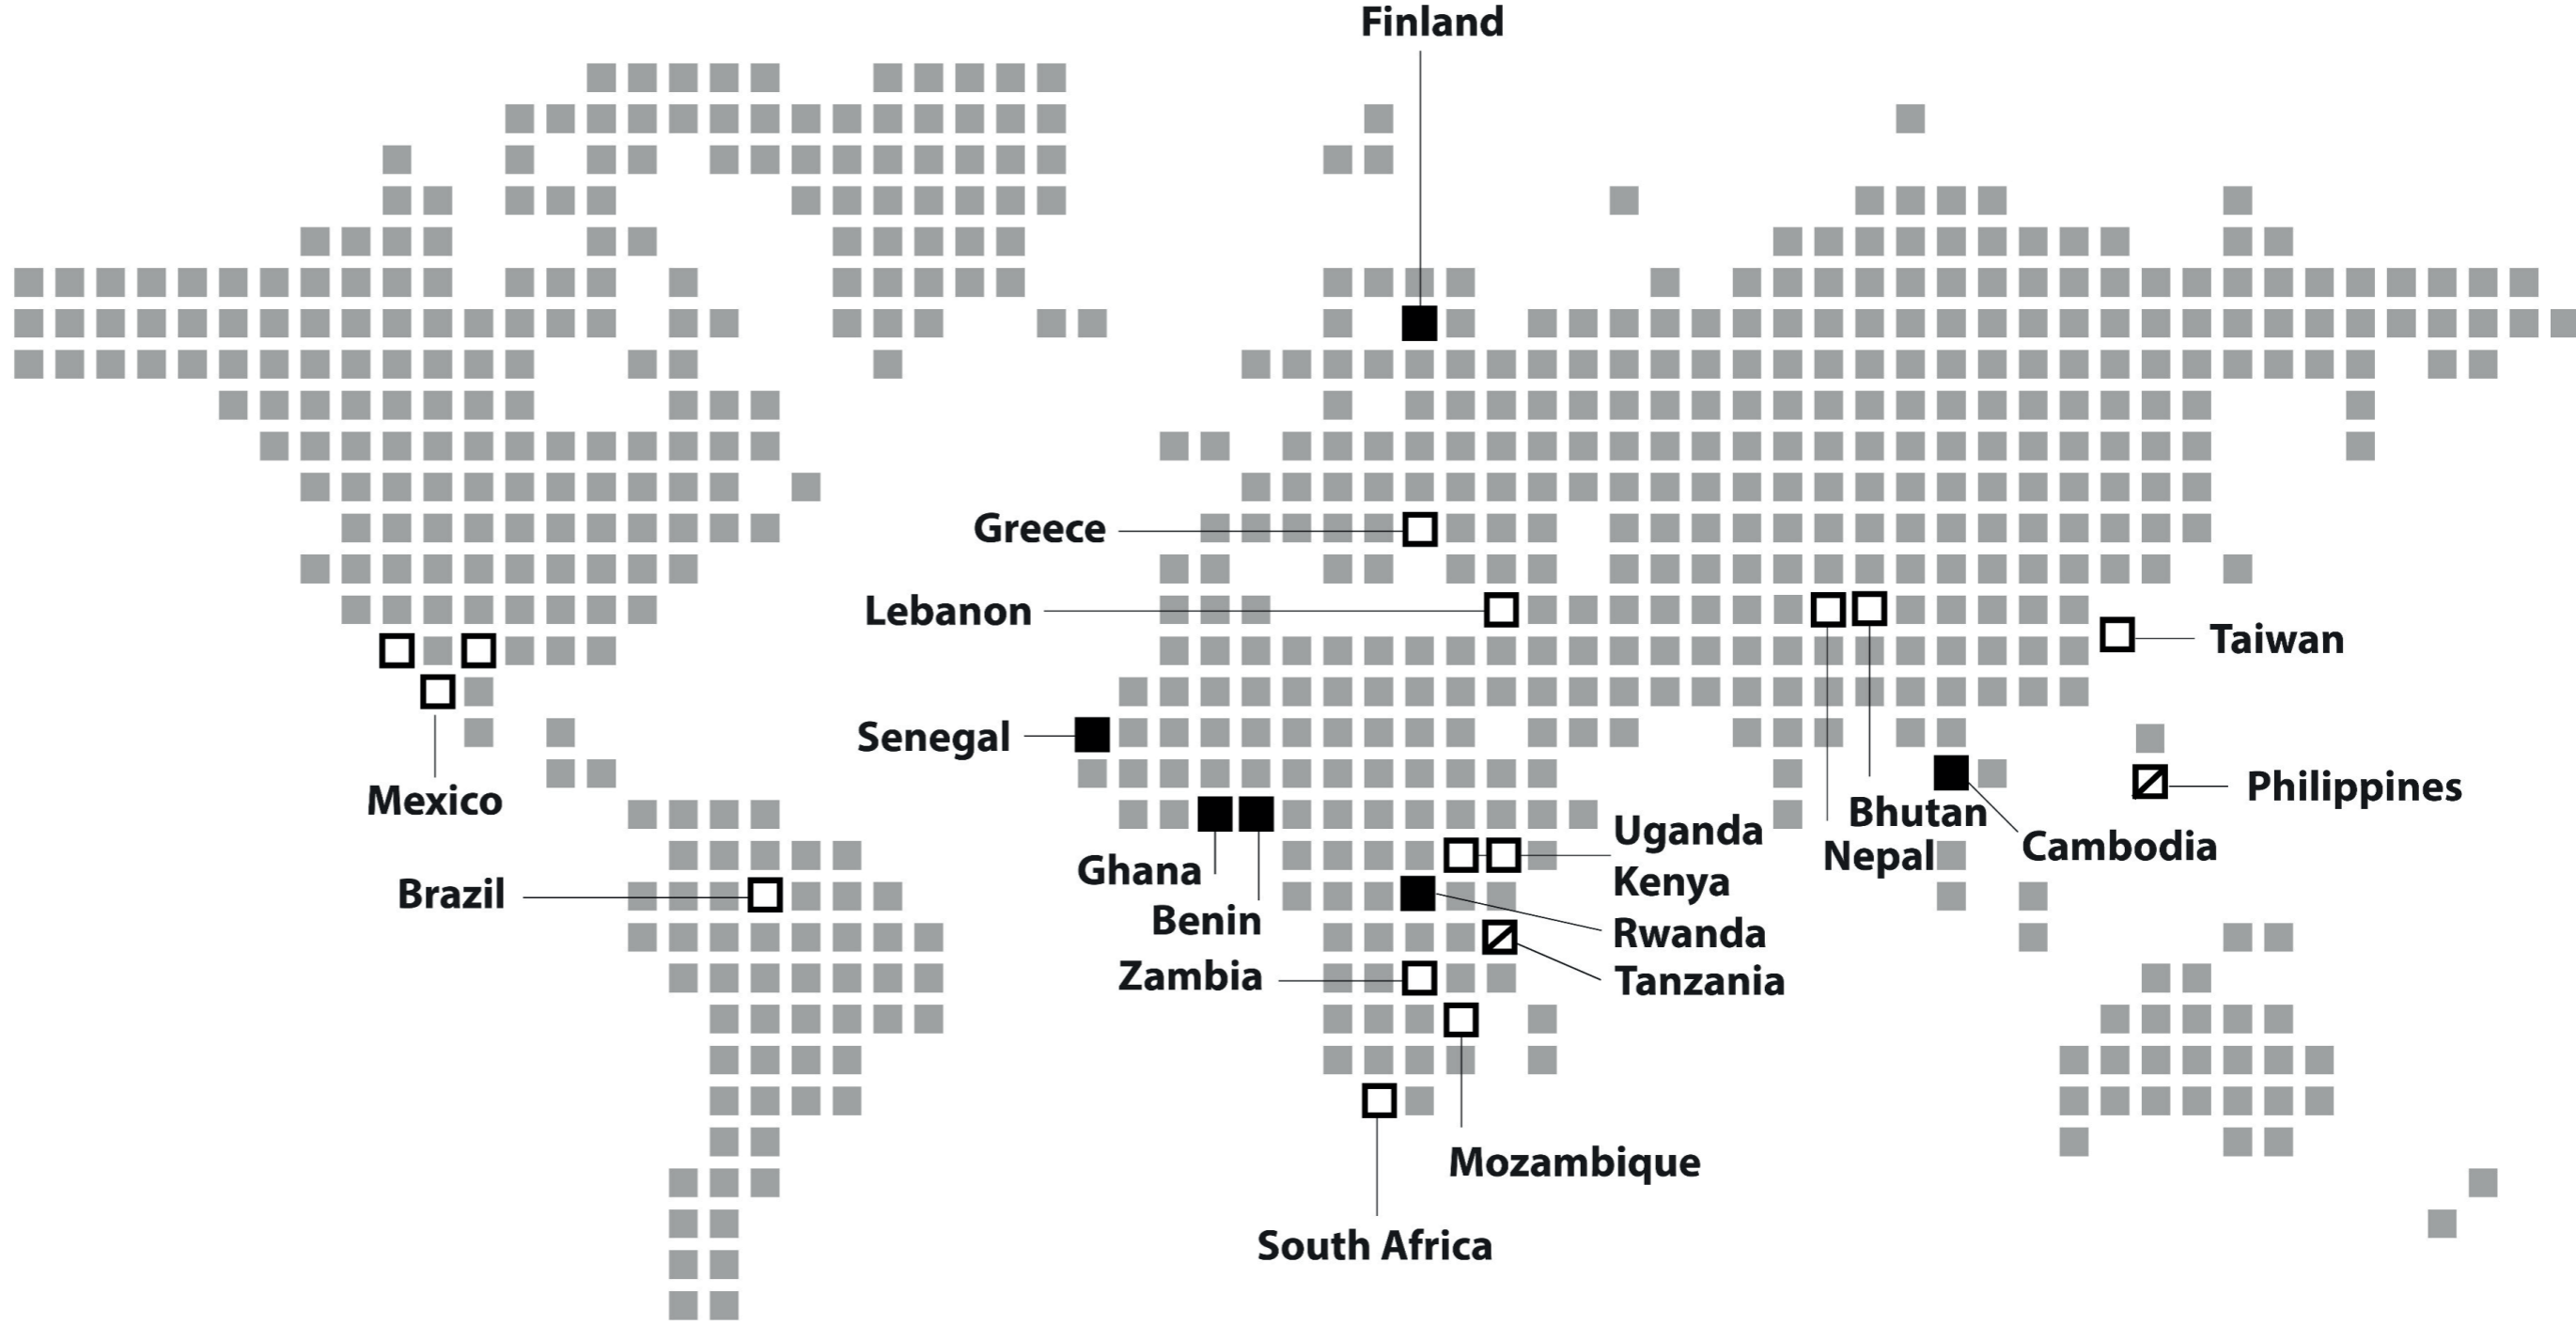 Finland
Greece
Lebanon
Taiwan
Senegal
Mexico
Philippines
Bhutan
Uganda
Cambodia
Nepal
Ghana
Kenya
Brazil
Benin
Rwanda
Zambia
Tanzania
Mozambique
South Africa